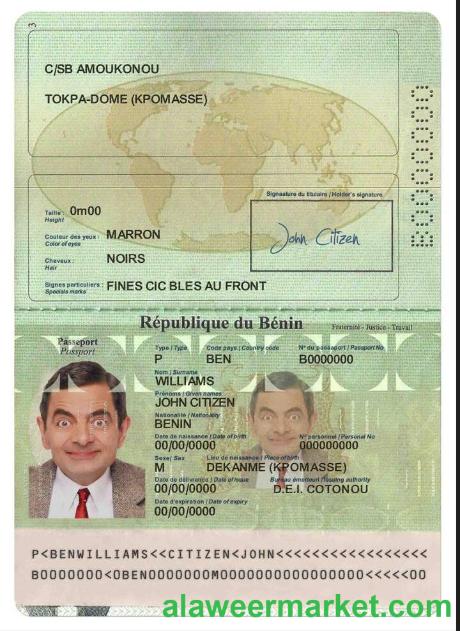 3
C/SB AMOUKONOU
TOKPA-DOME (KPOMASSE)
B0000000
Signasture du titulaire / Holder's signature
Taille : 0m00
Height
John Citizen
Couteur des yeux : MARRON
Color of eyes
Cheveux : NOIRS
Hair
Signes particuliers : FINES CIC BLES AU FRONT
Specials marks
République du Bénin Fraternité - Justice - Travail
Passeport
Passport
Type / Type Code pays / Country code N° du passaport / Passport No
P BEN B0000000
Nom / Surname
WILLIAMS
Prénoms / Given names
JOHN CITIZEN
Nationalité / Nationality
BENIN
Date de naissance / Date of birth N° personnel / Personal No
00/00/0000 000000000
Sexe / Sex Lieu de naissance / Place of birth
M DEKANME (KPOMASSE)
Date de délivrance / Date of issue Bureau émetteur / Issuing authority
00/00/0000 D.E.I. COTONOU
Date d'expiration / Date of expiry
00/00/0000
P<BENWILLIAMS<<CITIZEN<JOHN<<<<<<<<<<<<<<<<<
B0000000<0BEN0000000M0000000000000000<<<<<00
alaweermarket.com